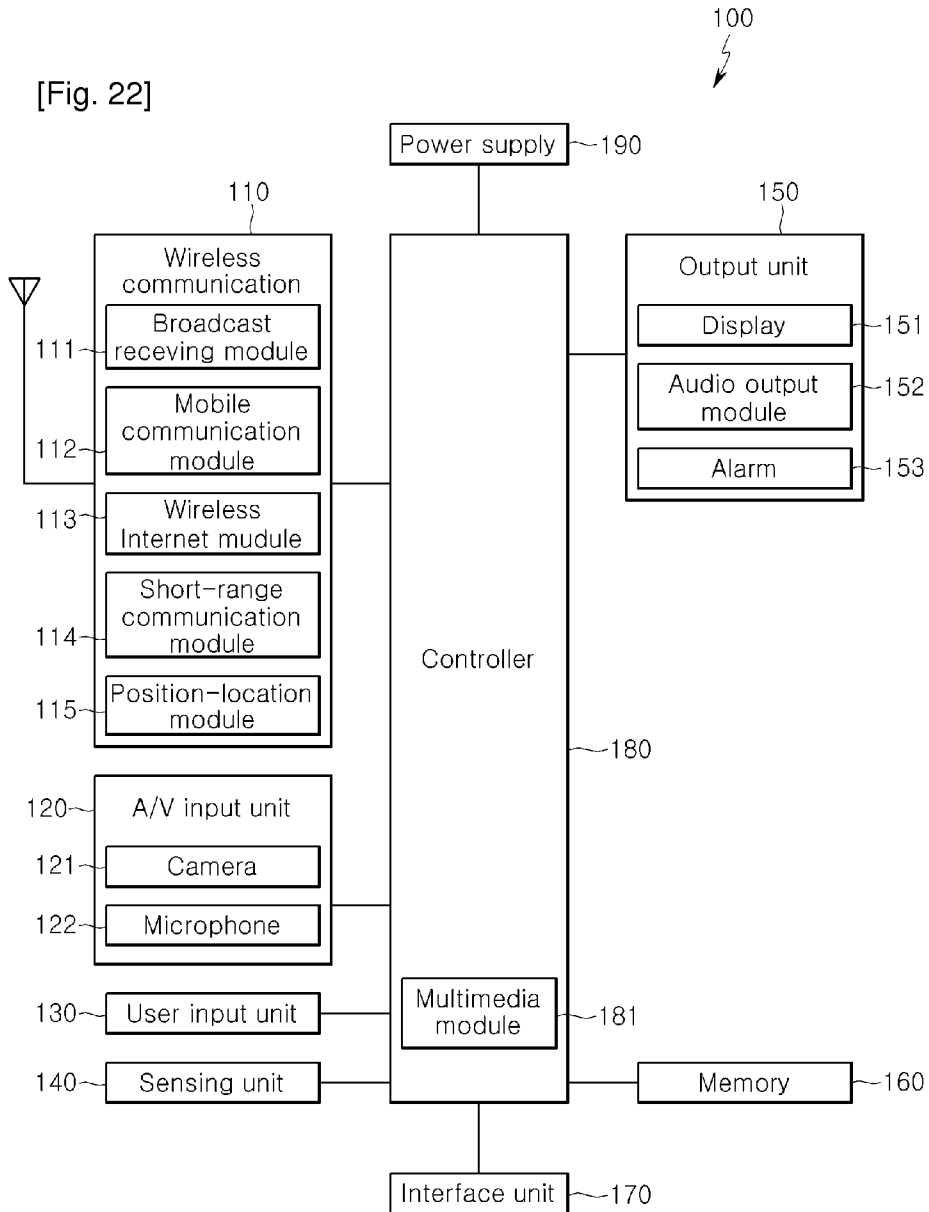 100
[Fig. 22]
Power supply
190
110
150
Wireless
communication
Output unit
Broadcast
receving module
111
Display
151
Mobile
communication
module
112
Audio output
module
152
Wireless
Internet mudule
113
Alarm
153
Short-range
communication
module
114
Controller
Position-location
module
115
180
120
A/V input unit
121
Camera
122
Microphone
Multimedia
module
181
130
User input unit
140
Sensing unit
Memory
160
Interface unit
170